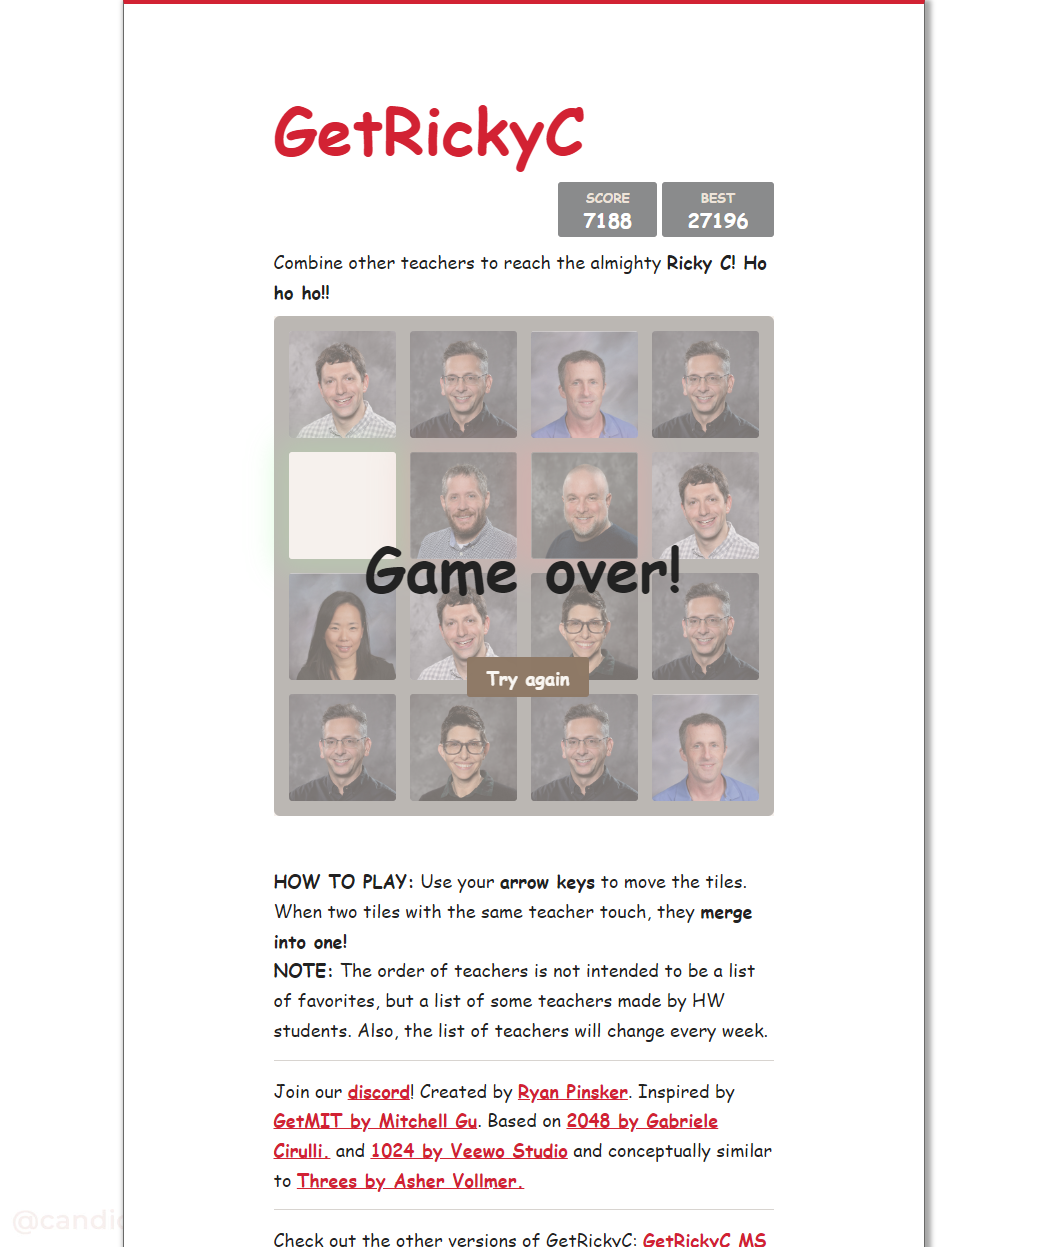 GetRickyC
SCORE
7188
BEST
27196
Combine other teachers to reach the almighty Ricky C! Ho
ho ho!!
Game over!
Try again
HOW TO PLAY: Use your arrow keys to move the tiles.
When two tiles with the same teacher touch, they merge
into one!
NOTE: The order of teachers is not intended to be a list
of favorites, but a list of some teachers made by HW
students. Also, the list of teachers will change every week.
Join our discord! Created by Ryan Pinsker. Inspired by
GetMIT by Mitchell Gu. Based on 2048 by Gabriele
Cirulli. and 1024 by Veewo Studio and conceptually similar
to Threes by Asher Vollmer.
@candid
Check out the other versions of GetRickyC: GetRickyC MS